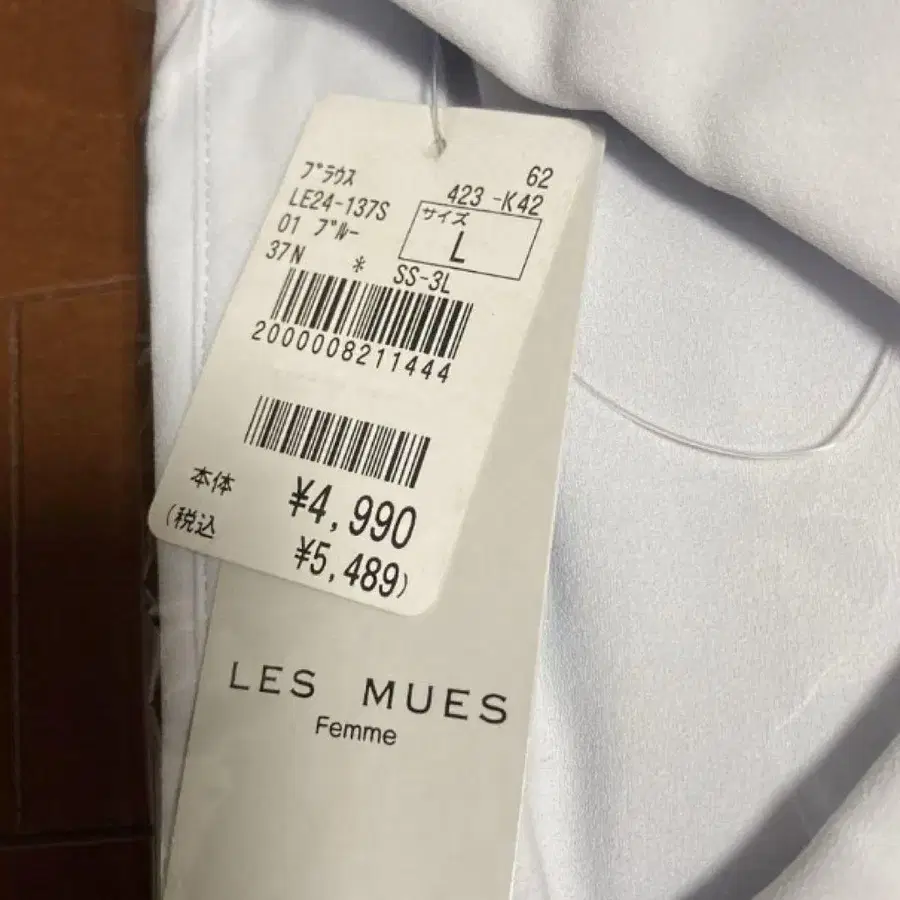 ﾌﾞﾗｳｽ 62
LE24-137S 423 -K42
01 ﾌﾞﾙｰ サイズ
L
37N * SS-3L
2000008211444
本体 ¥4,990
(税込 ¥5,489)
LES MUES
Femme